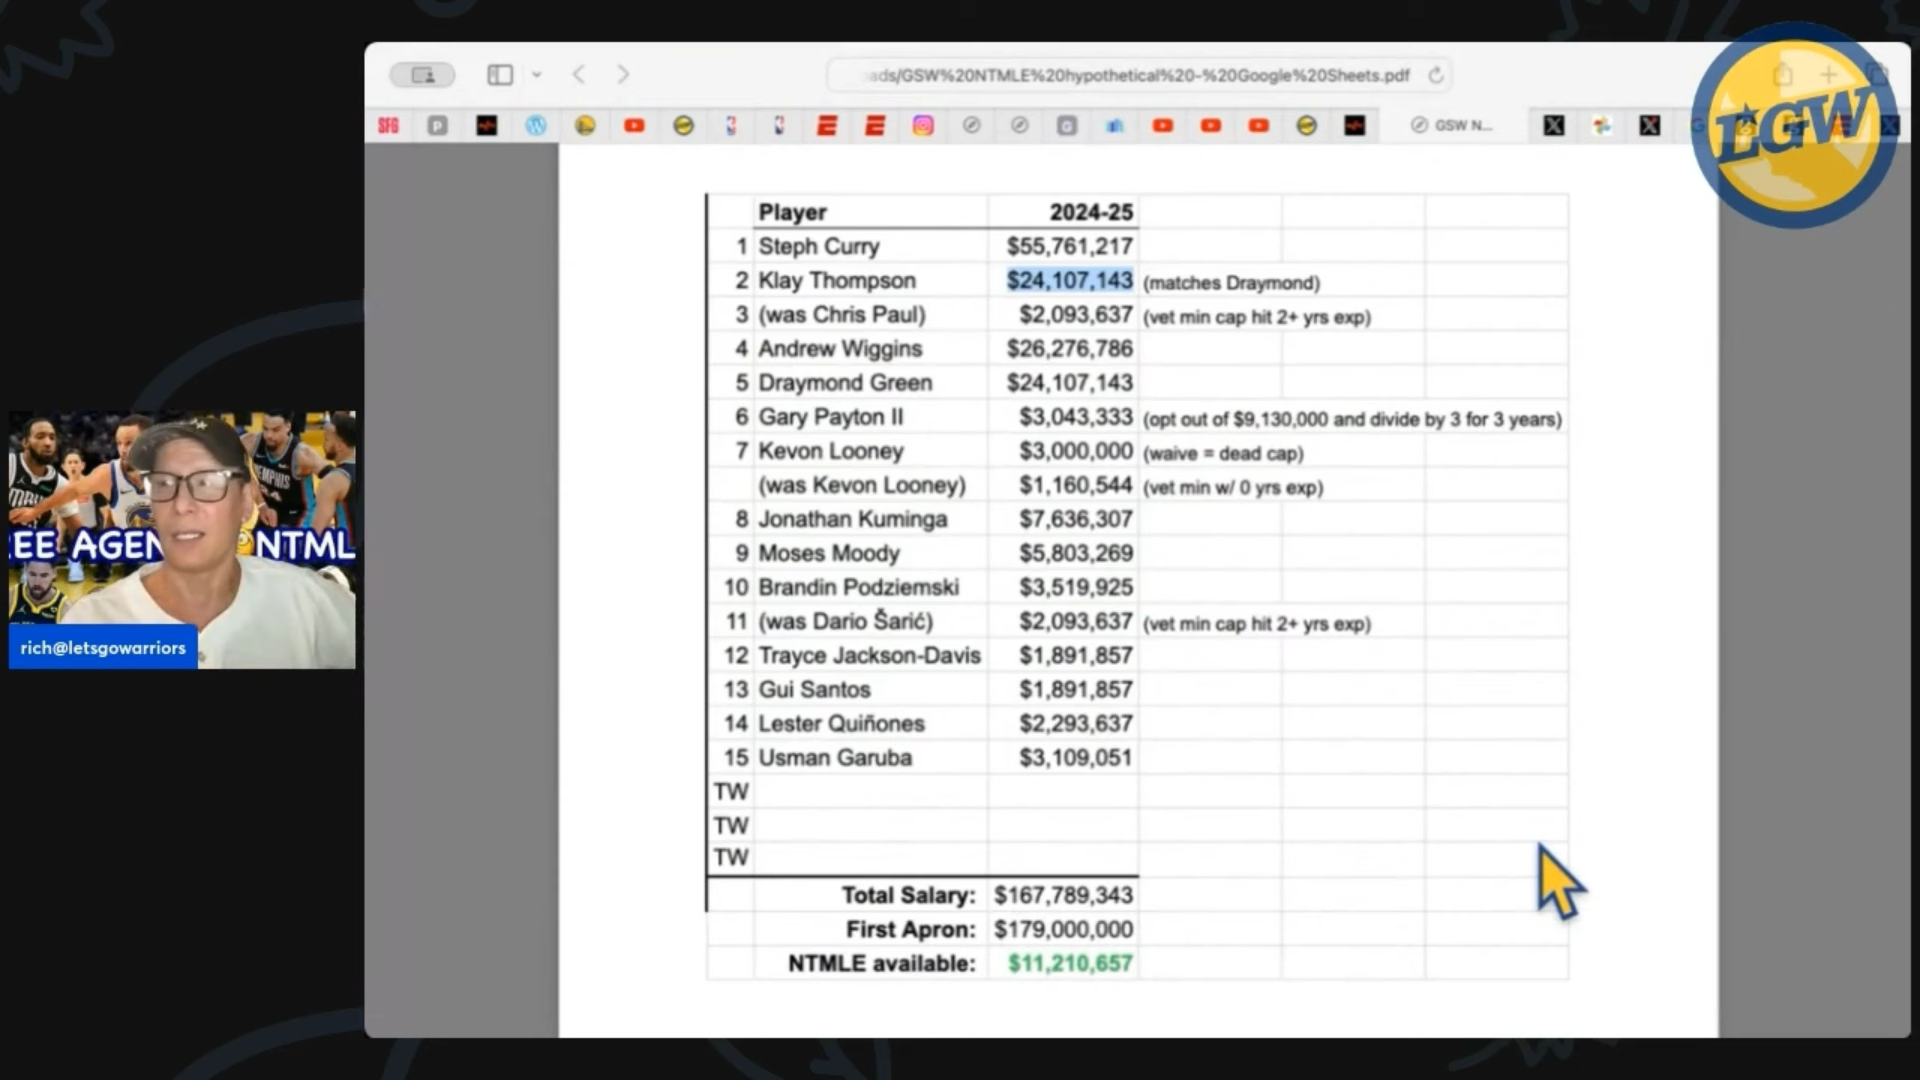 ads/GSW%20NTMLE%20hypothetical%20-%20Google%20Sheets.pdf
SFG
GSW N...
LGW
Player 2024-25
1 Steph Curry $55,761,217
2 Klay Thompson $24,107,143 (matches Draymond)
3 (was Chris Paul) $2,093,637 (vet min cap hit 2+ yrs exp)
4 Andrew Wiggins $26,276,786
5 Draymond Green $24,107,143
6 Gary Payton II $3,043,333 (opt out of $9,130,000 and divide by 3 for 3 years)
7 Kevon Looney $3,000,000 (waive = dead cap)
(was Kevon Looney) $1,160,544 (vet min w/ 0 yrs exp)
8 Jonathan Kuminga $7,636,307
9 Moses Moody $5,803,269
10 Brandin Podziemski $3,519,925
11 (was Dario Šarić) $2,093,637 (vet min cap hit 2+ yrs exp)
12 Trayce Jackson-Davis $1,891,857
13 Gui Santos $1,891,857
14 Lester Quiñones $2,293,637
15 Usman Garuba $3,109,051
TW
TW
TW
Total Salary: $167,789,343
First Apron: $179,000,000
NTMLE available: $11,210,657
MEMPHIS
EE AGEN NTML
rich@letsgowarriors